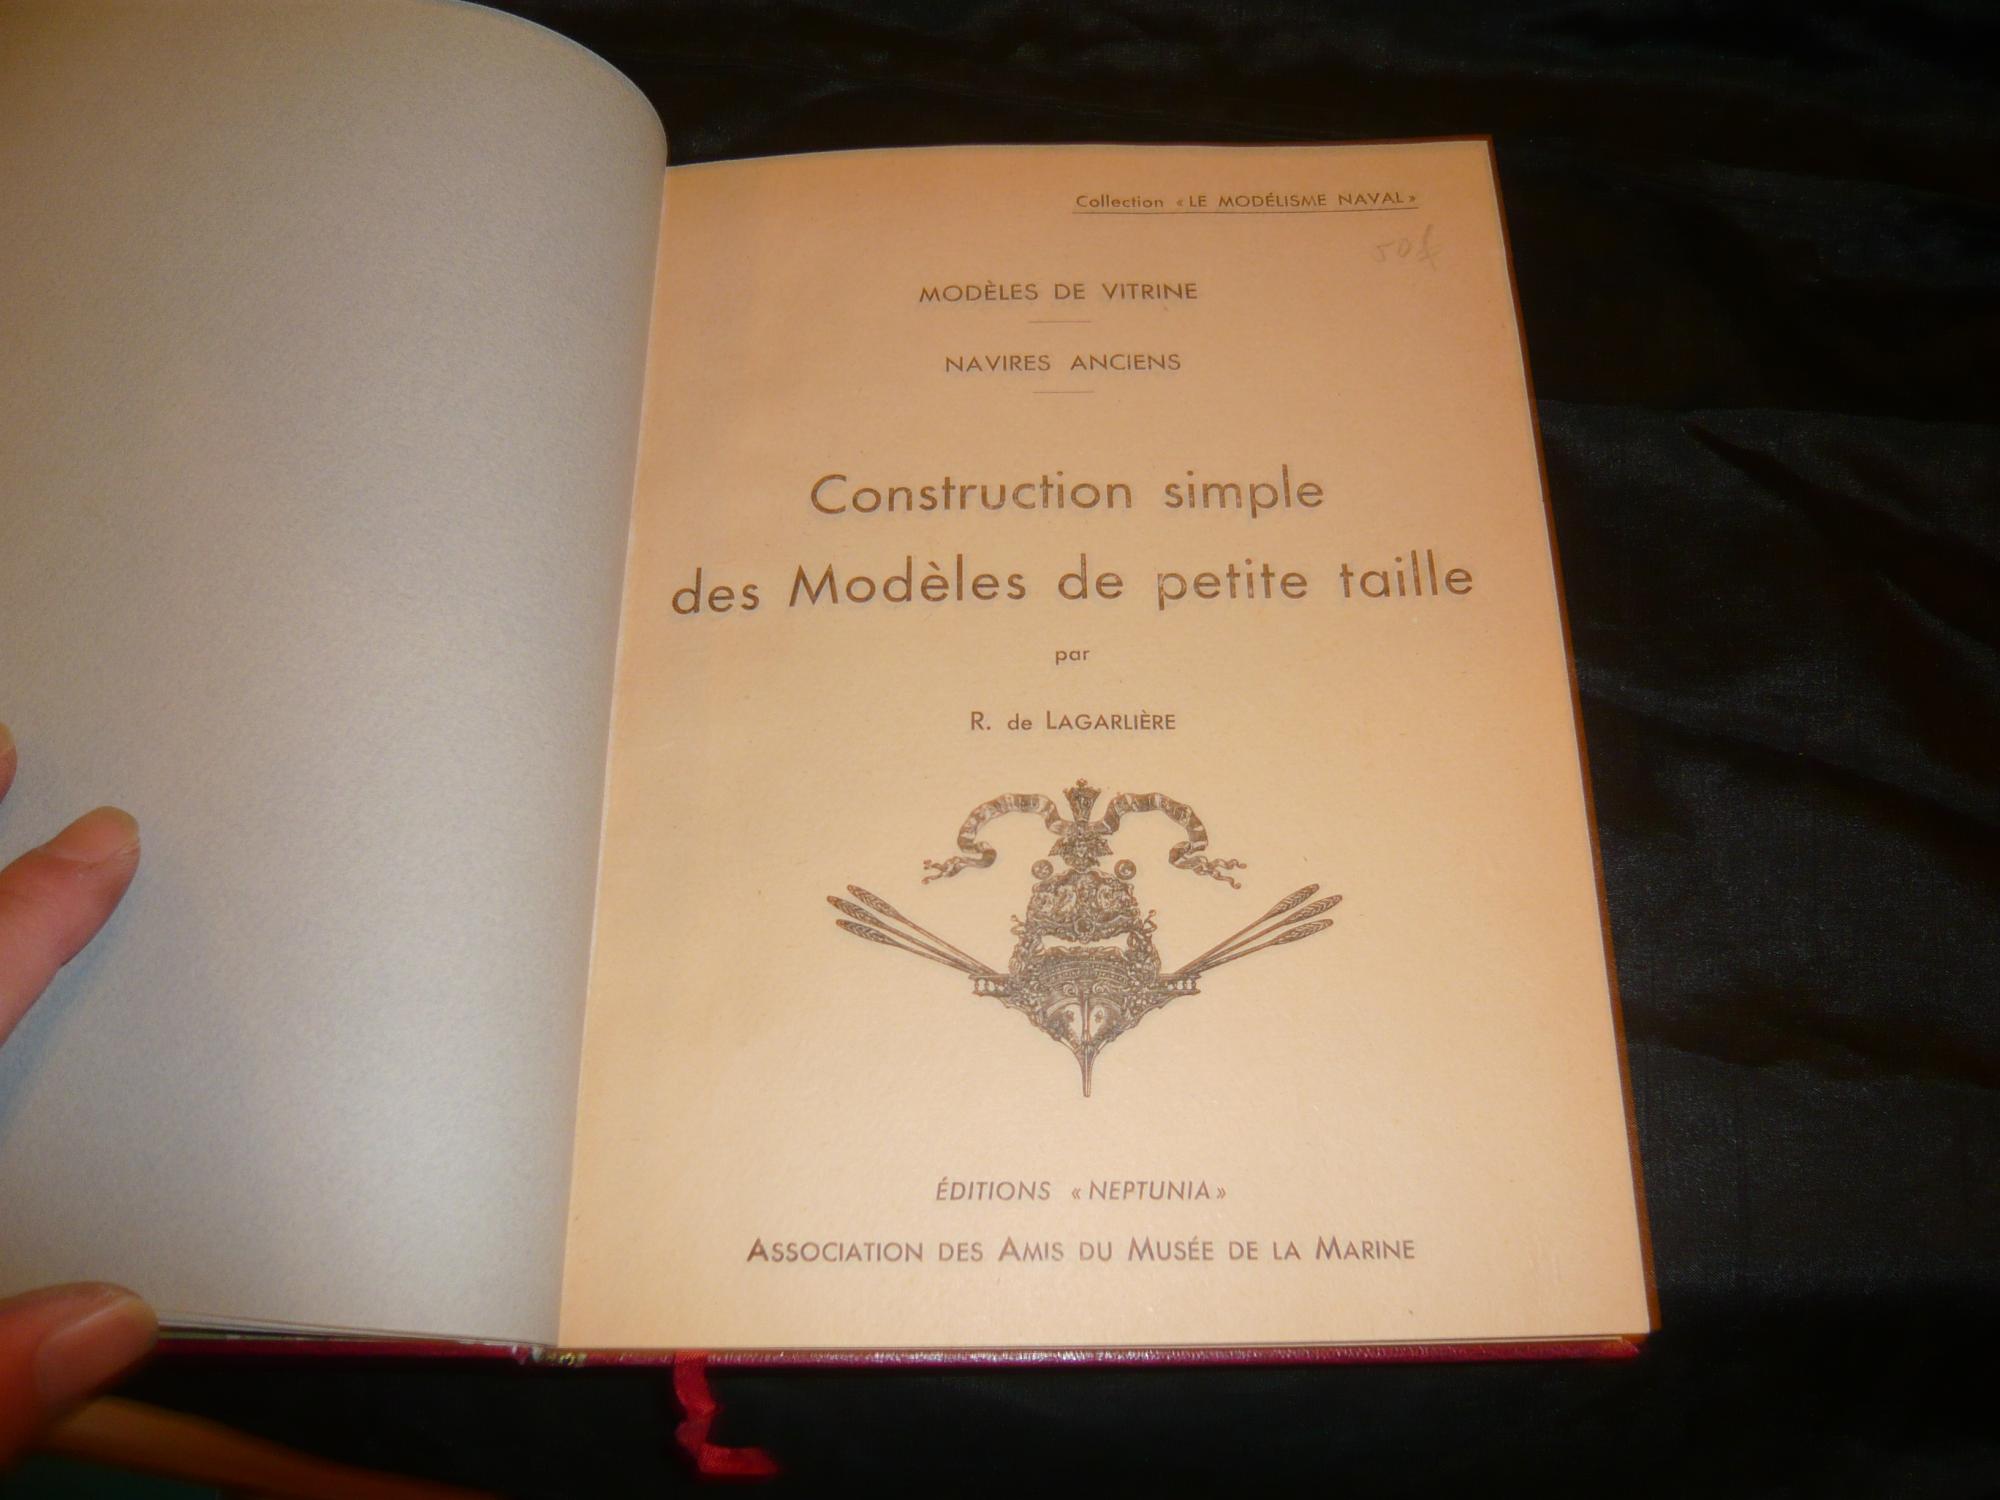 Collection « LE MODÉLISME NAVAL »
MODÈLES DE VITRINE
NAVIRES ANCIENS
Construction simple
des Modèles de petite taille
par
R. de LAGARLIÈRE
ÉDITIONS « NEPTUNIA »
ASSOCIATION DES AMIS DU MUSÉE DE LA MARINE